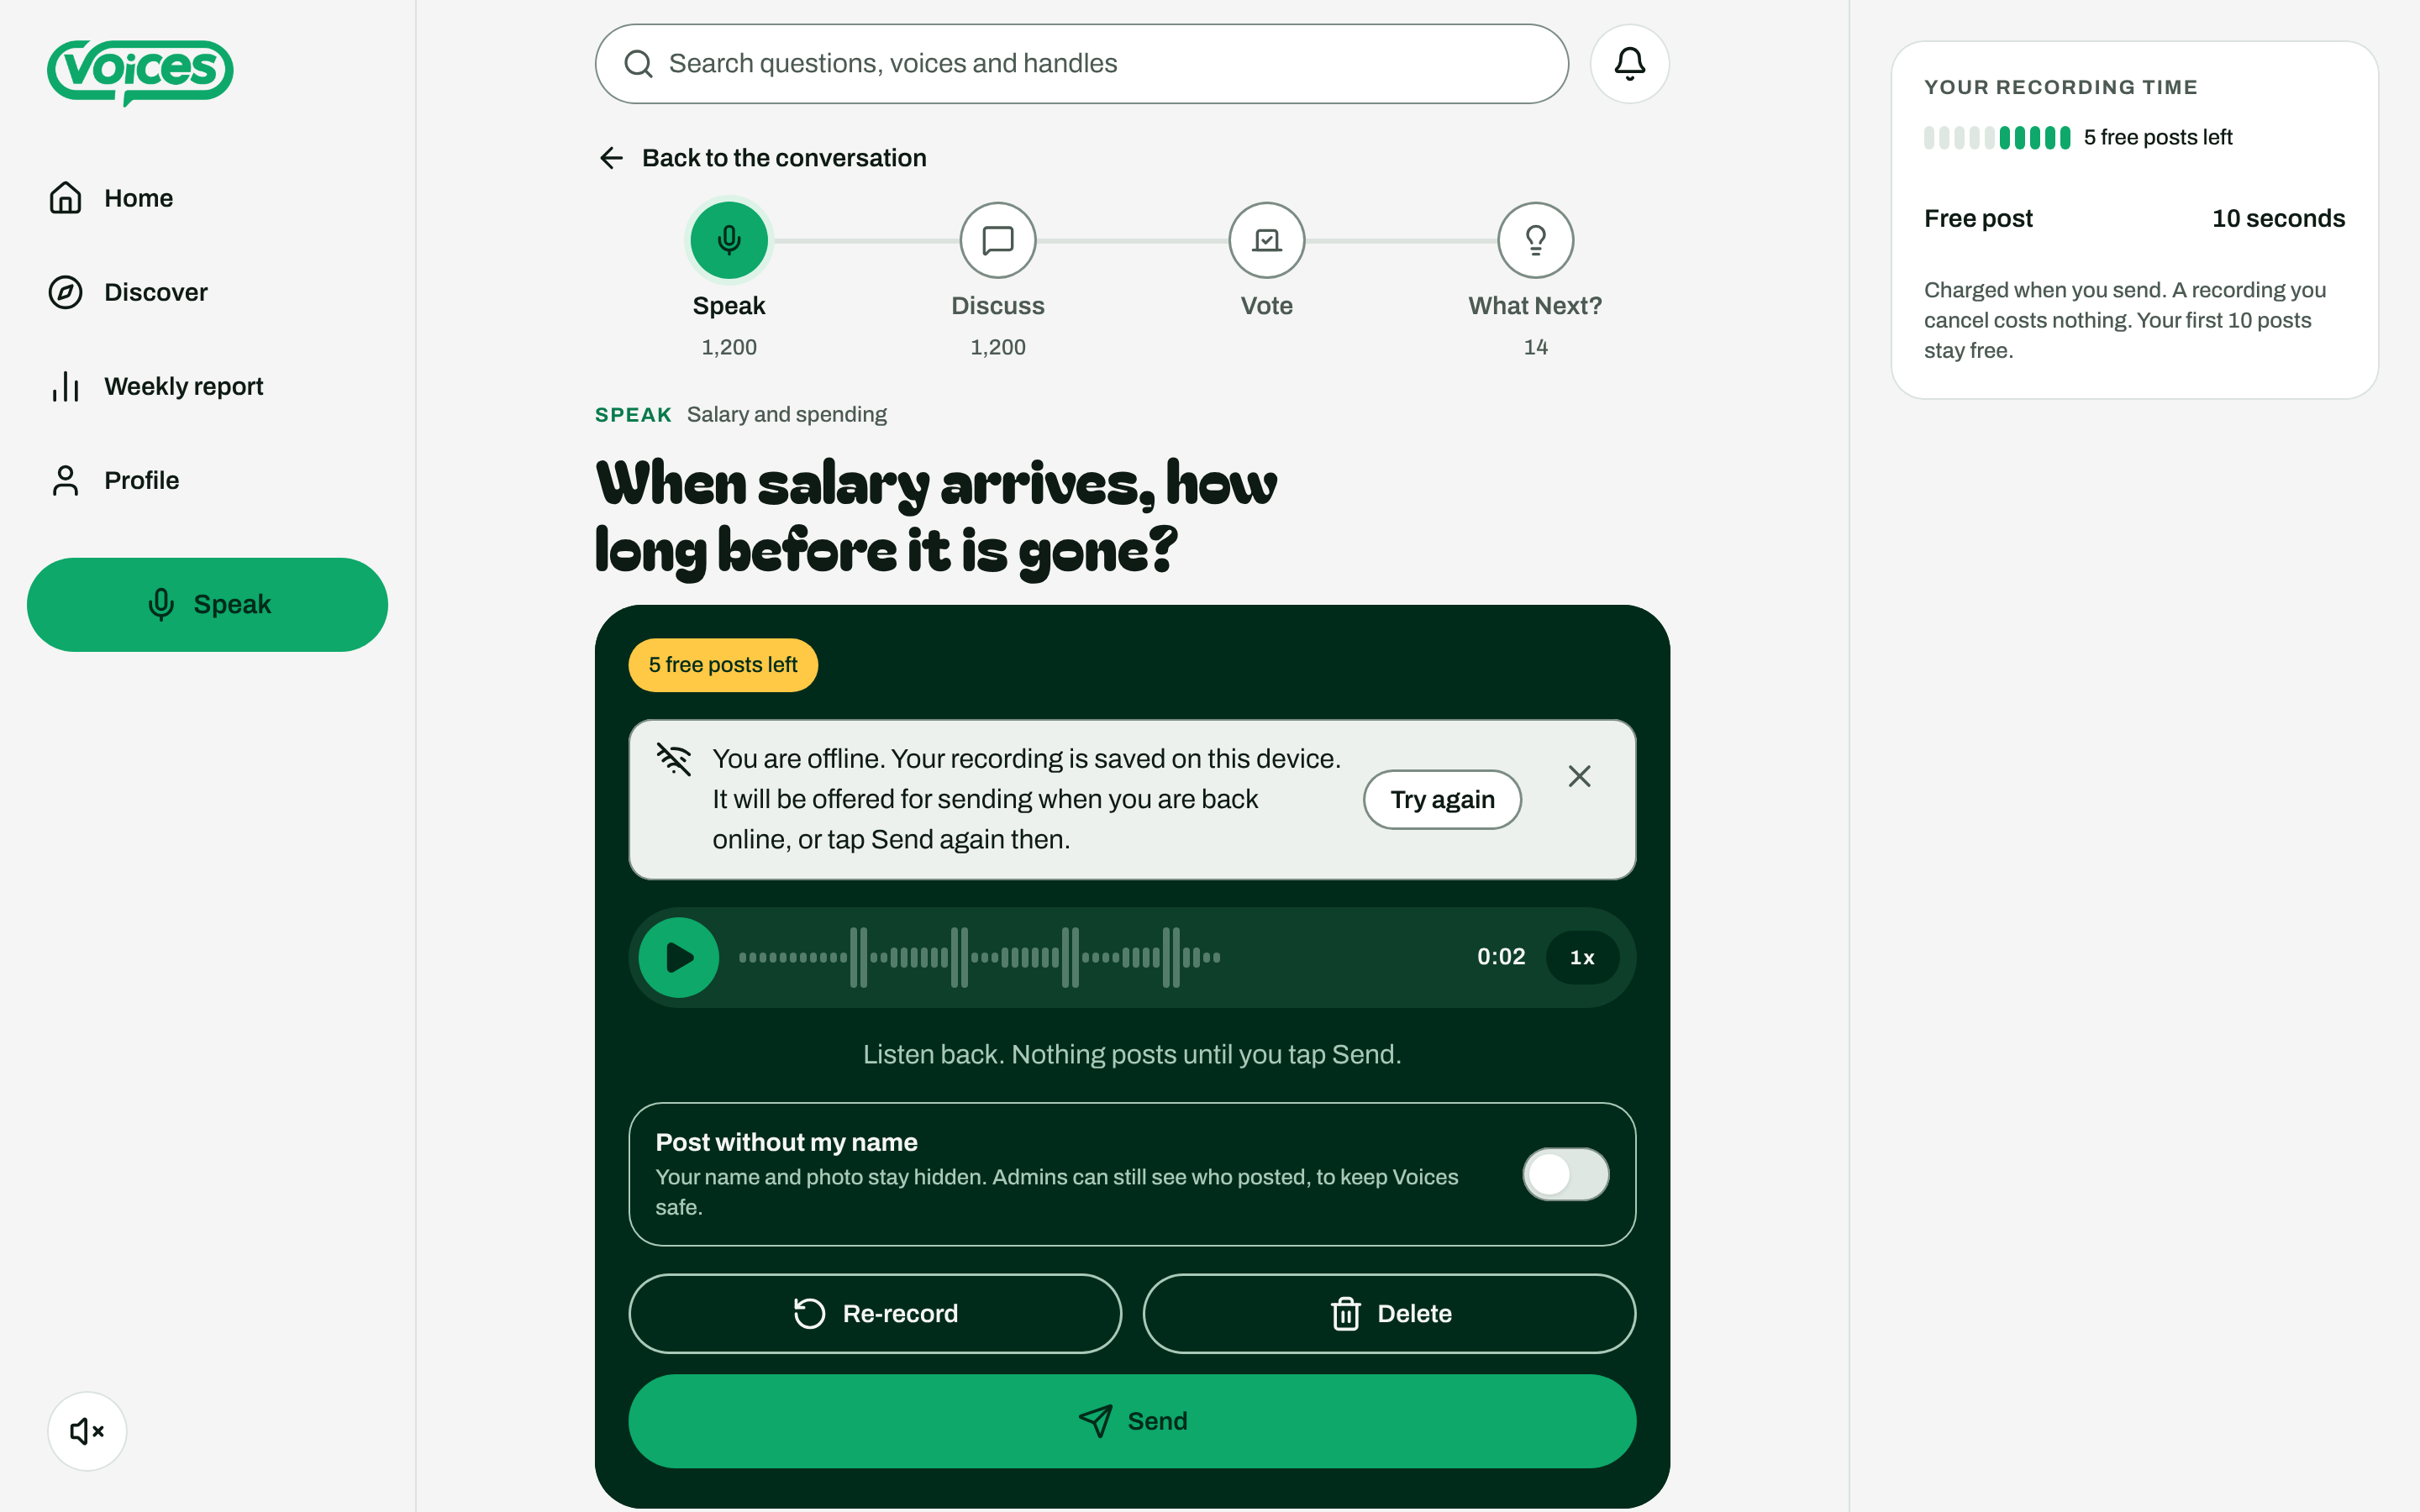 voices
Home
Discover
Weekly report
Profile
Speak
Search questions, voices and handles
Back to the conversation
Speak
1,200
Discuss
1,200
Vote
What Next?
14
SPEAK Salary and spending
When salary arrives, how
long before it is gone?
5 free posts left
You are offline. Your recording is saved on this device.
It will be offered for sending when you are back
online, or tap Send again then.
Try again
0:02
1x
Listen back. Nothing posts until you tap Send.
Post without my name
Your name and photo stay hidden. Admins can still see who posted, to keep Voices
safe.
Re-record
Delete
Send
YOUR RECORDING TIME
5 free posts left
Free post 10 seconds
Charged when you send. A recording you
cancel costs nothing. Your first 10 posts
stay free.